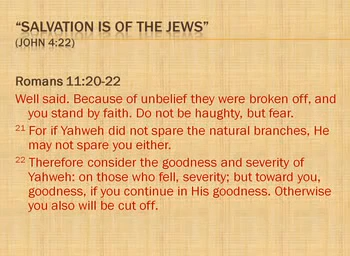 “SALVATION IS OF THE JEWS”
(JOHN 4:22)
Romans 11:20-22
Well said. Because of unbelief they were broken off, and
you stand by faith. Do not be haughty, but fear.
21 For if Yahweh did not spare the natural branches, He
may not spare you either.
22 Therefore consider the goodness and severity of
Yahweh: on those who fell, severity; but toward you,
goodness, if you continue in His goodness. Otherwise
you also will be cut off.